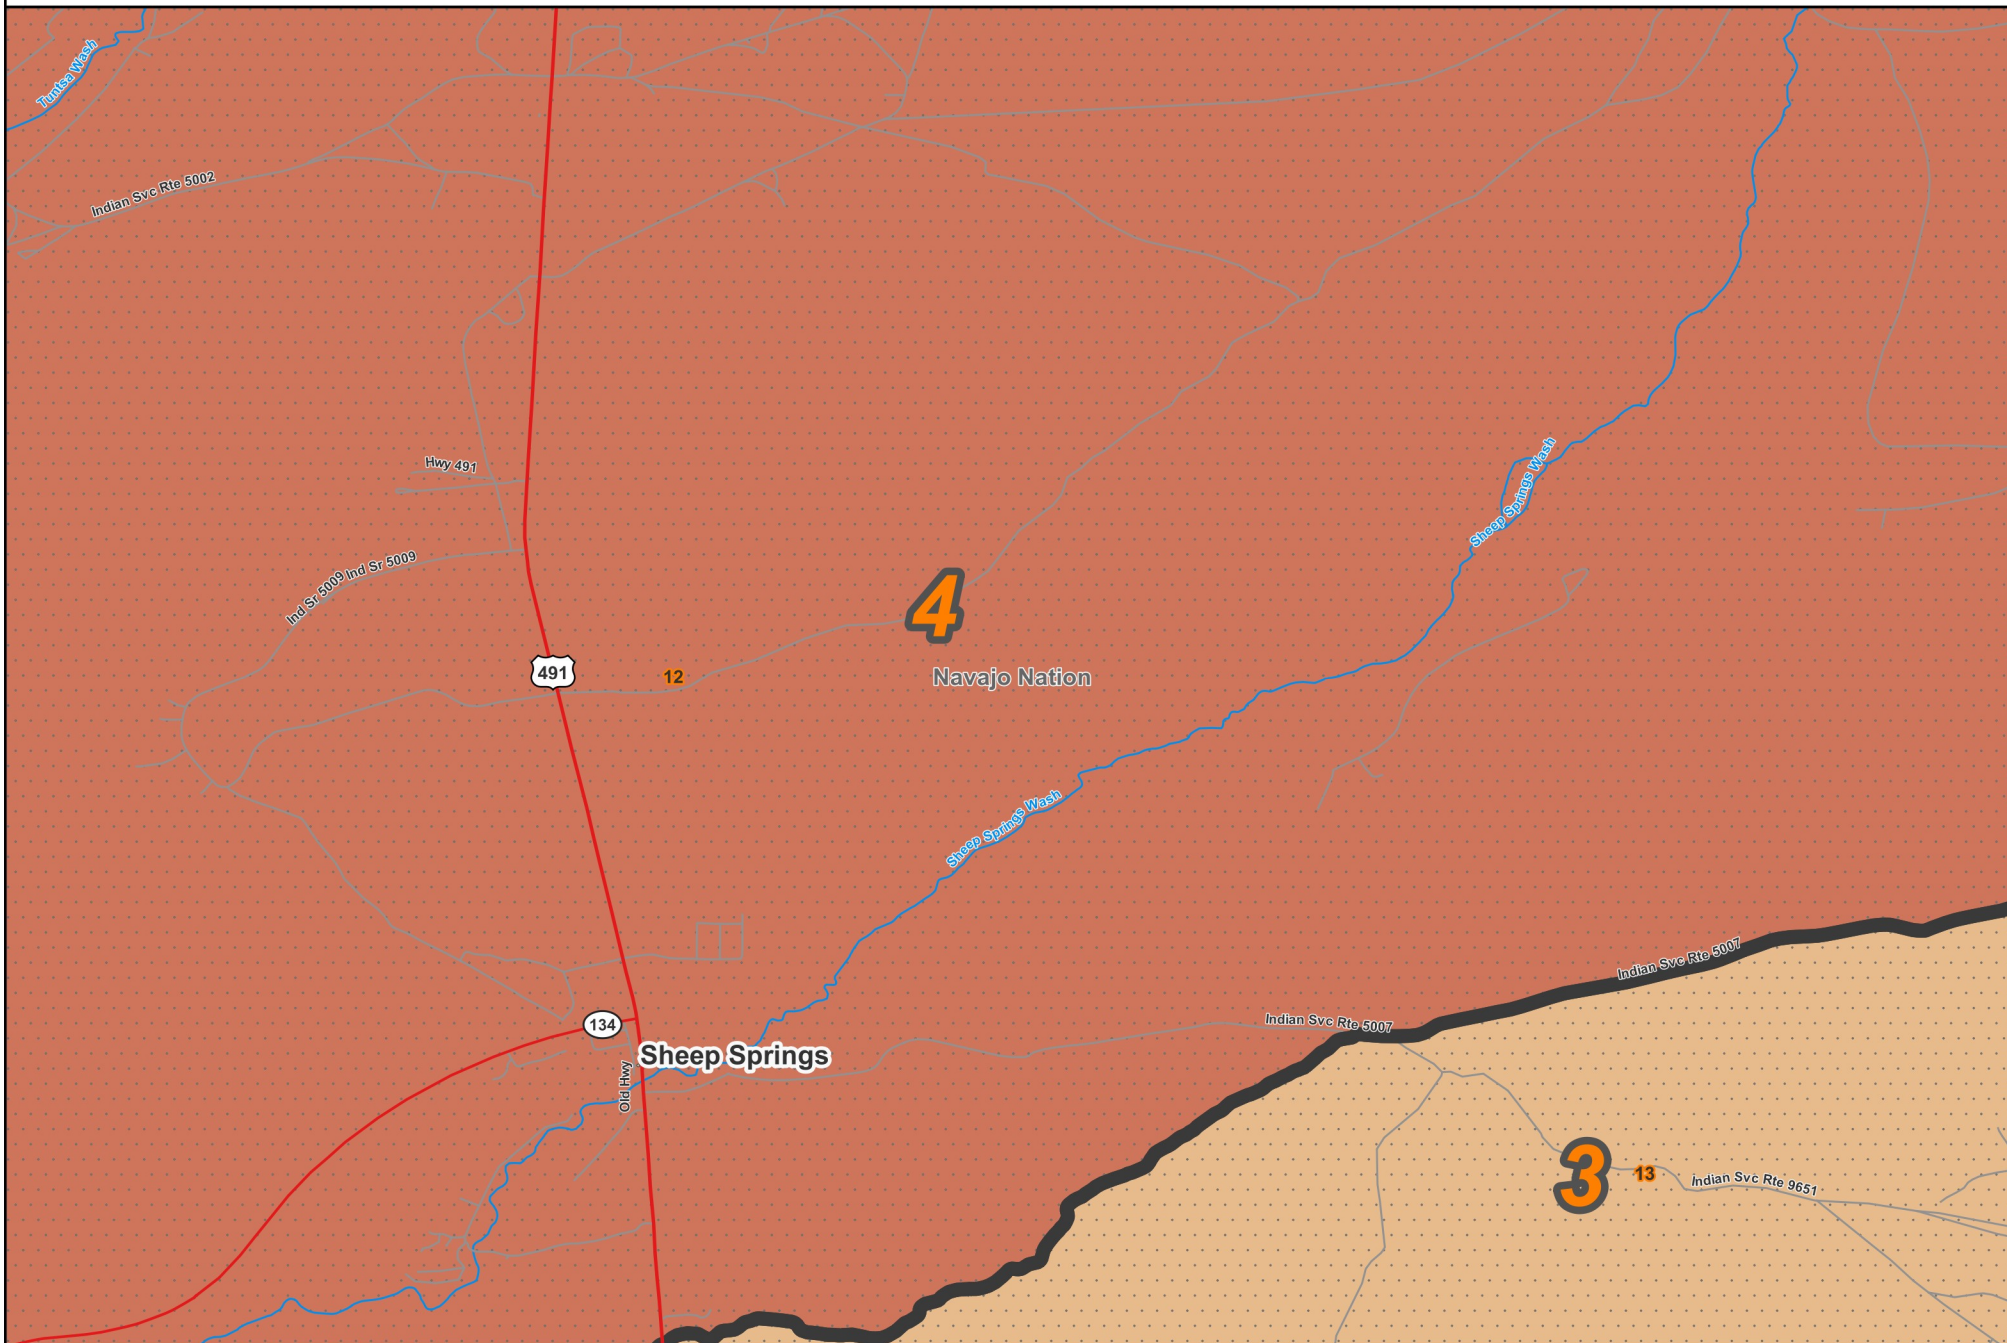 Tuntsa Wash
Indian Svc Rte 5002
Hwy 491
Sheep Springs Wash
Ind Sr 5009
Ind Sr 5009
4
491
12
Navajo Nation
Sheep Springs Wash
Indian Svc Rte 5007
134
Indian Svc Rte 5007
Sheep Springs
Old Hwy
3
13
Indian Svc Rte 9651